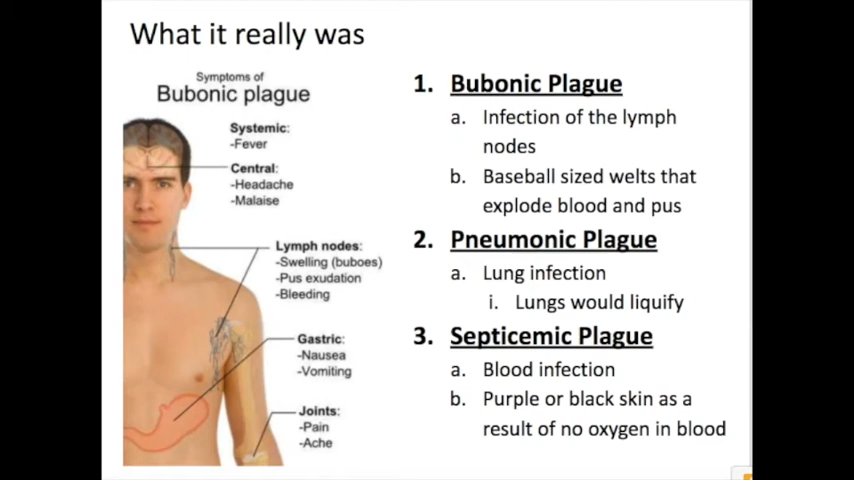 What it really was
Symptoms of
Bubonic plague
Systemic:
-Fever
Central:
-Headache
-Malaise
Lymph nodes:
-Swelling (buboes)
-Pus exudation
-Bleeding
Gastric:
-Nausea
-Vomiting
Joints:
-Pain
-Ache
1. Bubonic Plague
a. Infection of the lymph
nodes
b. Baseball sized welts that
explode blood and pus
2. Pneumonic Plague
a. Lung infection
i. Lungs would liquify
3. Septicemic Plague
a. Blood infection
b. Purple or black skin as a
result of no oxygen in blood